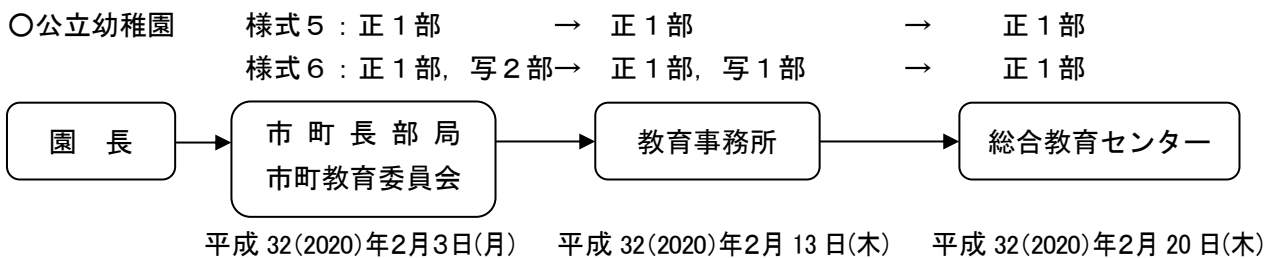 〇公立幼稚園 様式5：正1部 → 正1部 → 正1部
様式6：正1部，写2部→ 正1部，写1部 → 正1部
園長 市町長部局 教育事務所 総合教育センター
市町教育委員会
平成 32(2020)年2月3日(月) 平成 32(2020)年2月 13 日(木) 平成 32(2020)年2月 20 日(木)